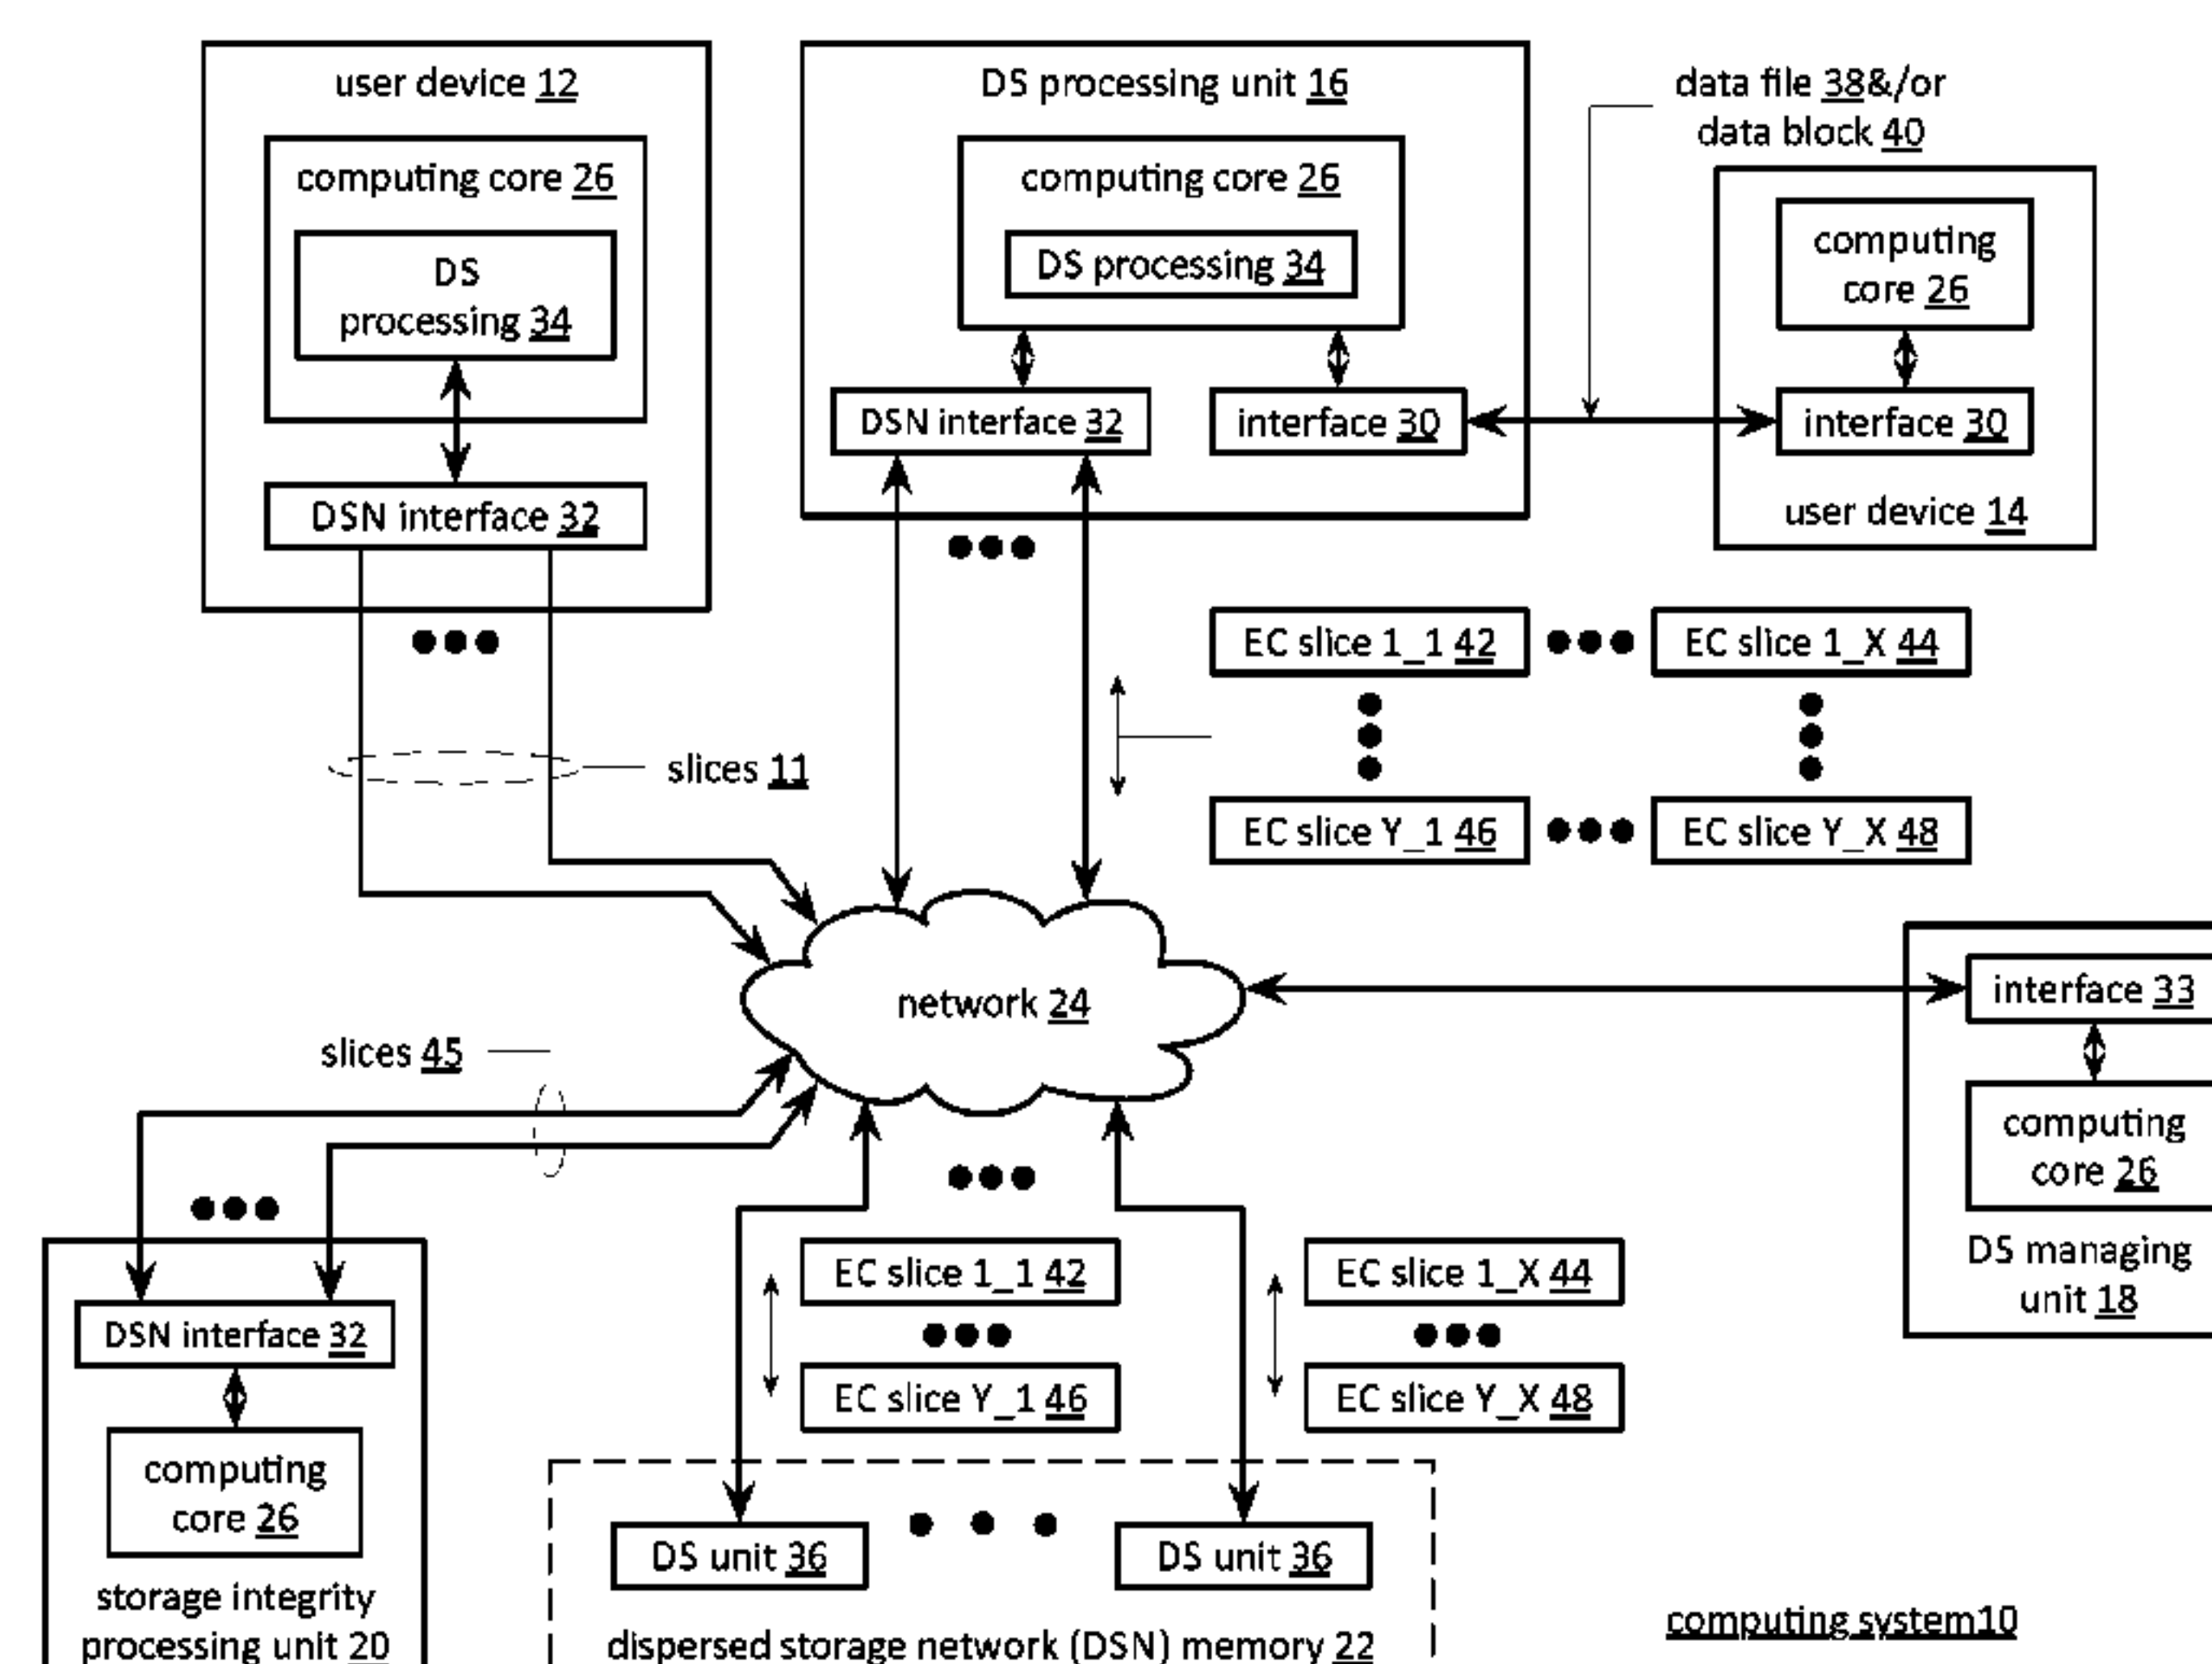 user device 12
computing core 26
DS
processing 34
DSN interface 32
DS processing unit 16
computing core 26
DS processing 34
DSN interface 32
interface 30
data file 38&/or
data block 40
computing
core 26
interface 30
user device 14
EC slice 1_1 42
EC slice 1_X 44
EC slice Y_1 46
EC slice Y_X 48
slices 11
network 24
interface 33
computing
core 26
DS managing
unit 18
slices 45
DSN interface 32
computing
core 26
storage integrity
processing unit 20
EC slice 1_1 42
EC slice Y_1 46
EC slice 1_X 44
EC slice Y_X 48
DS unit 36
DS unit 36
dispersed storage network (DSN) memory 22
computing system10